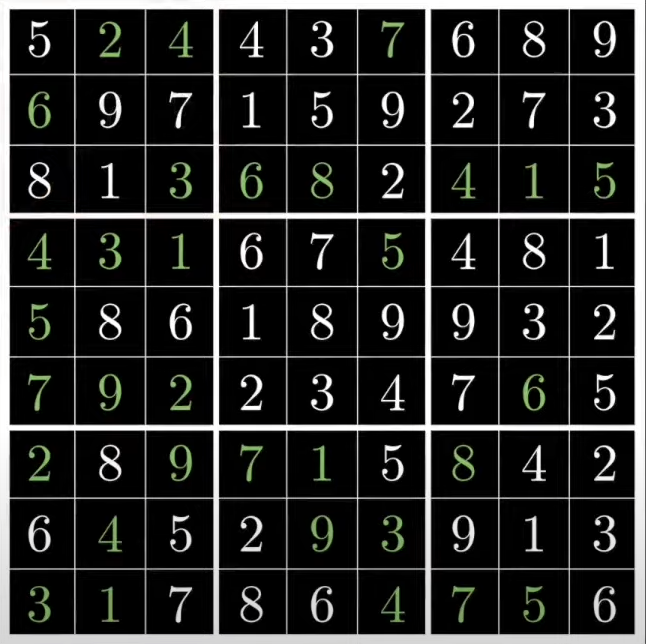 5 2 4 4 3 7 6 8 9
6 9 7 1 5 9 2 7 3
8 1 3 6 8 2 4 1 5
4 3 1 6 7 5 4 8 1
5 8 6 1 8 9 9 3 2
7 9 2 2 3 4 7 6 5
2 8 9 7 1 5 8 4 2
6 4 5 2 9 3 9 1 3
3 1 7 8 6 4 7 5 6